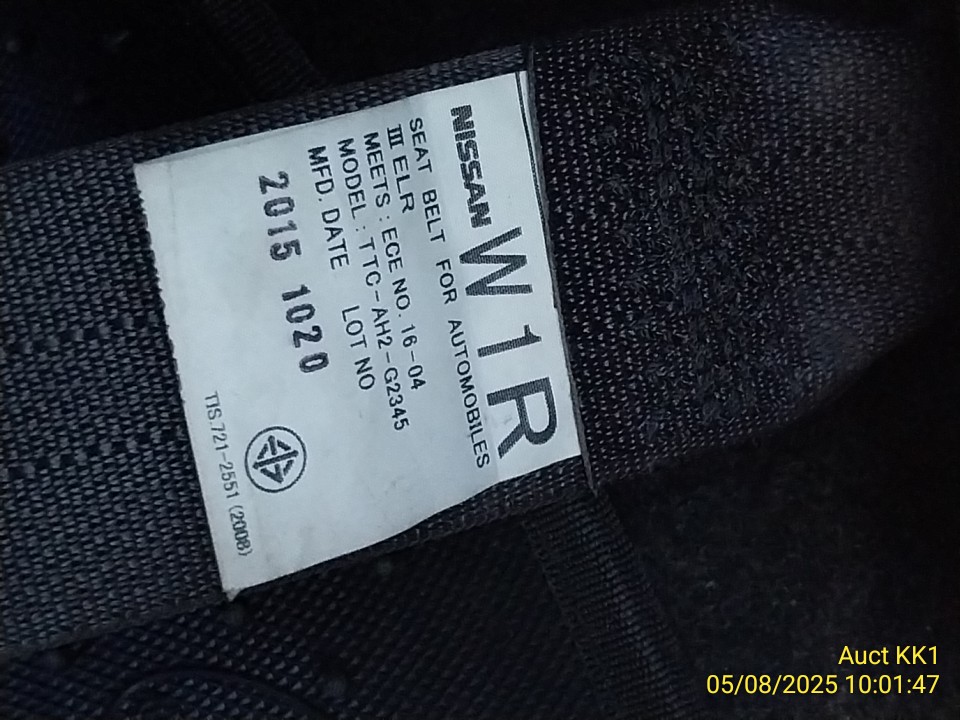 NISSAN W1R
SEAT BELT FOR AUTOMOBILES
III ELR
MEETS : ECE NO. 16-04
MODEL : TTC-AH2-G2345
MFD. DATE LOT NO
2015 1020
TIS.721-2551 (2008)
Auct KK1
05/08/2025 10:01:47